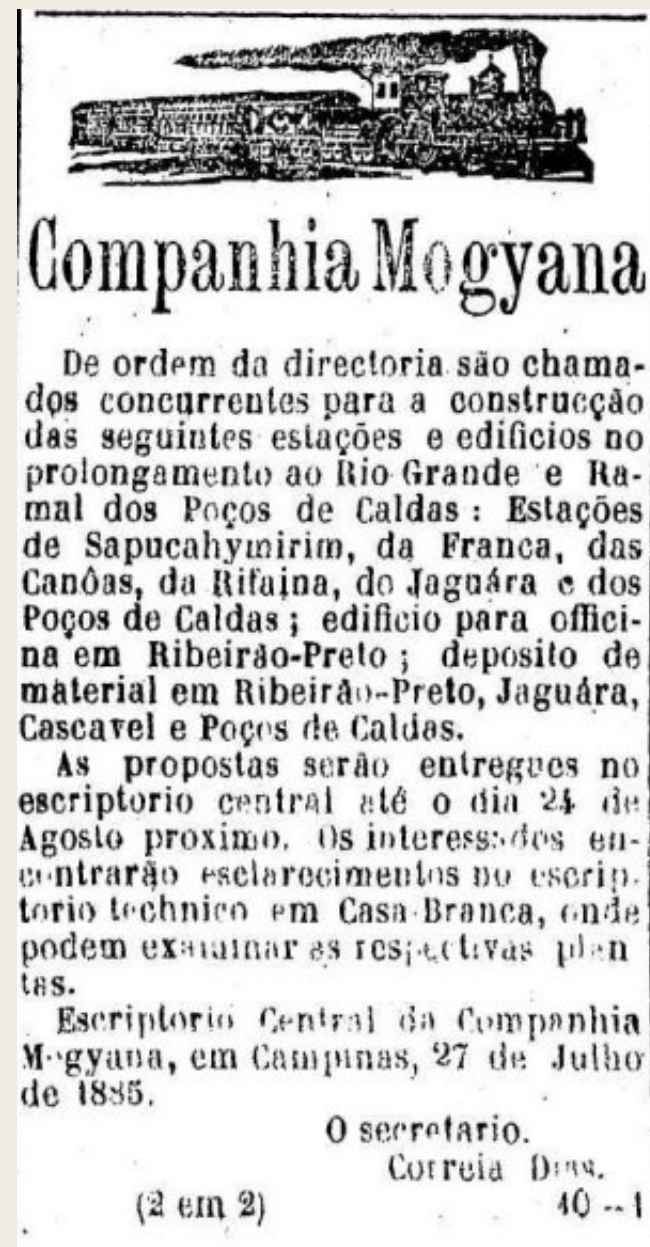 Companhia Mogyana
De ordem da directoria são chama-
dos concurrentes para a construcção
das seguintes estações e edificios no
prolongamento ao Rio Grande e Ra-
mal dos Poços de Caldas : Estações
de Sapucahymirim, da Franca, das
Canôas, da Rifaina, do Jaguára e dos
Poços de Caldas ; edificio para offici-
na em Ribeirão-Preto ; deposito de
material em Ribeirão-Preto, Jaguára,
Cascavel e Poços de Caldas.
As propostas serão entregues no
escriptorio central até o dia 24 de
Agosto proximo. Os interessados en-
contrarão esclarecimentos no escrip-
torio technico em Casa Branca, onde
podem examinar as respectivas plan
tas.
Escriptorio Central da Companhia
Mogyana, em Campinas, 27 de Julho
de 1885.
O secretario.
Correia Dias.
(2 em 2) 10--1